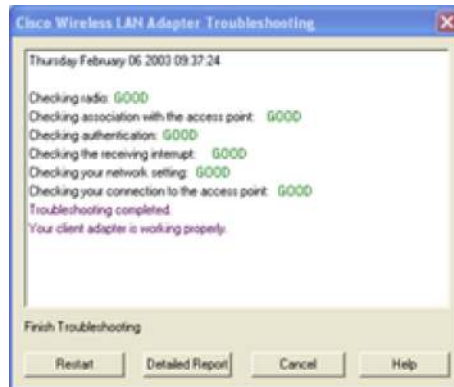 Cisco Wireless LAN Adapter Troubleshooting
Thursday February 06 2003 09:37:24
Checking radio: GOOD
Checking association with the access point: GOOD
Checking authentication: GOOD
Checking the receiving interrupt: GOOD
Checking your network setting: GOOD
Checking your connection to the access point: GOOD
Troubleshooting completed.
Your client adapter is working properly.
Finish Troubleshooting
Restart Detailed Report Cancel Help